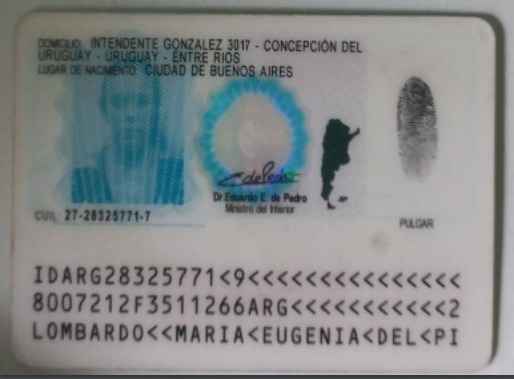 DOMICILIO: INTENDENTE GONZALEZ 3017 - CONCEPCIÓN DEL
URUGUAY - URUGUAY - ENTRE RÍOS
LUGAR DE NACIMIENTO: CIUDAD DE BUENOS AIRES
Dr. Eduardo E. de Pedro
Ministro del Interior
CUIL: 27-28325771-7
PULGAR
IDARG28325771<9<<<<<<<<<<<<<<<
8007212F3511266ARG<<<<<<<<<<<2
LOMBARDO<<MARIA<EUGENIA<DEL<PI